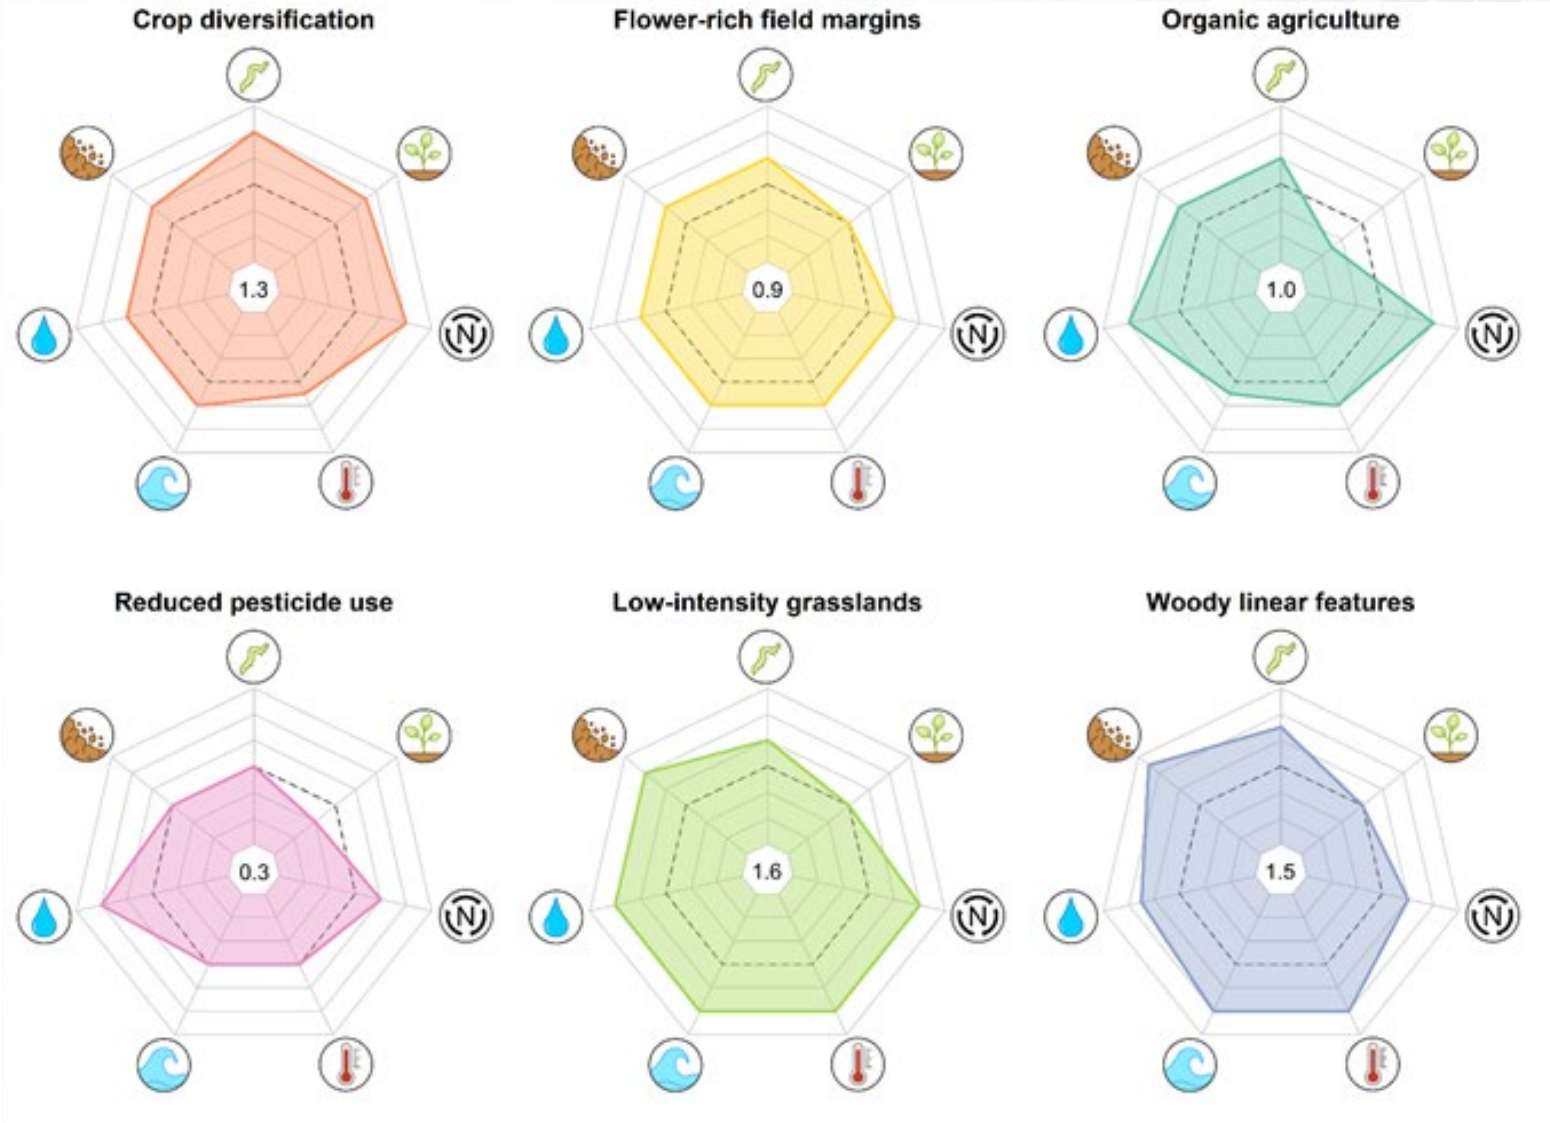 Crop diversification
Flower-rich field margins
Organic agriculture
1.3
N
0.9
N
1.0
N
Reduced pesticide use
Low-intensity grasslands
Woody linear features
0.3
N
1.6
N
1.5
N